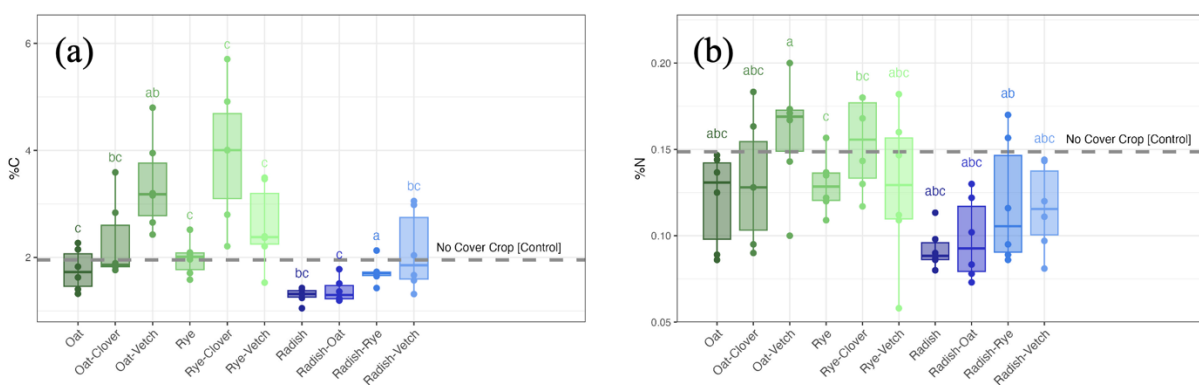 (a)
%C
6
4
2
c
bc
ab
c
c
c
bc
c
a
bc
No Cover Crop [Control]
Oat
Oat-Clover
Oat-Vetch
Rye
Rye-Clover
Rye-Vetch
Radish
Radish-Oat
Radish-Rye
Radish-Vetch
(b)
%N
0.20
0.15
0.10
0.05
abc
abc
a
c
bc
abc
abc
abc
ab
abc
No Cover Crop [Control]
Oat
Oat-Clover
Oat-Vetch
Rye
Rye-Clover
Rye-Vetch
Radish
Radish-Oat
Radish-Rye
Radish-Vetch